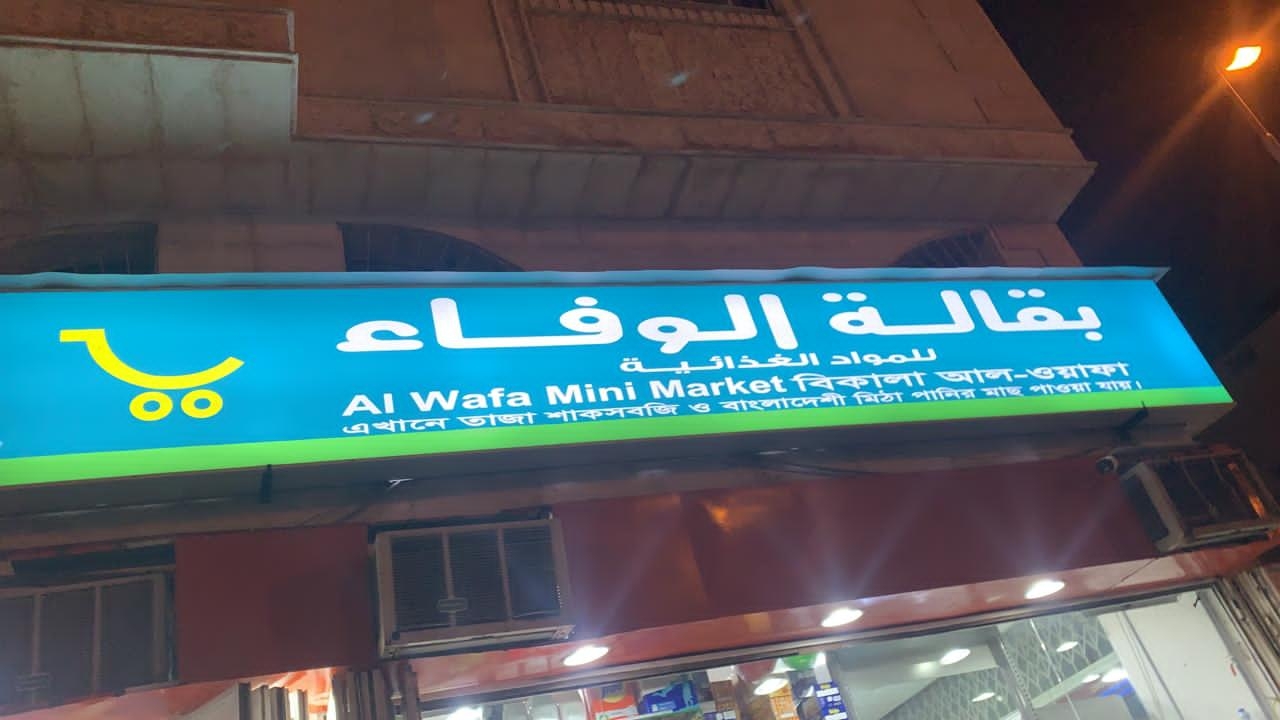 بقالة الوفاء
للمواد الغذائية
Al Wafa Mini Market বিকালা আল-ওয়াফা
এখানে তাজা শাকসবজি ও বাংলাদেশী মিঠা পানির মাছ পাওয়া যায়।